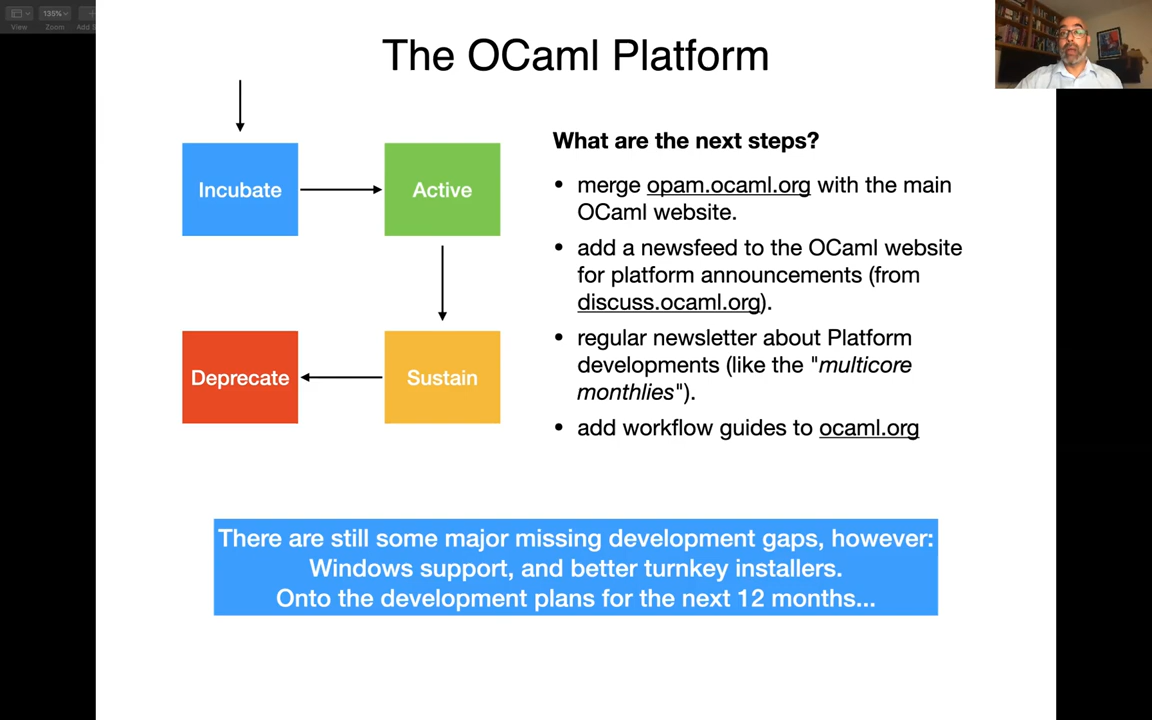 135%
View
Zoom
The OCaml Platform
Incubate
Active
Deprecate
Sustain
What are the next steps?
• merge opam.ocaml.org with the main
OCaml website.
• add a newsfeed to the OCaml website
for platform announcements (from
discuss.ocaml.org).
• regular newsletter about Platform
developments (like the "multicore
monthlies").
• add workflow guides to ocaml.org
There are still some major missing development gaps, however:
Windows support, and better turnkey installers.
Onto the development plans for the next 12 months...